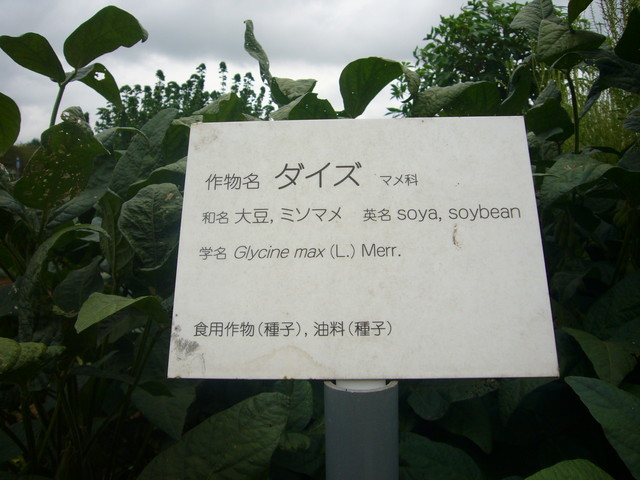 作物名 ダイズ マメ科
和名 大豆, ミソマメ 英名 soya, soybean
学名 Glycine max (L.) Merr.
食用作物(種子), 油料(種子)